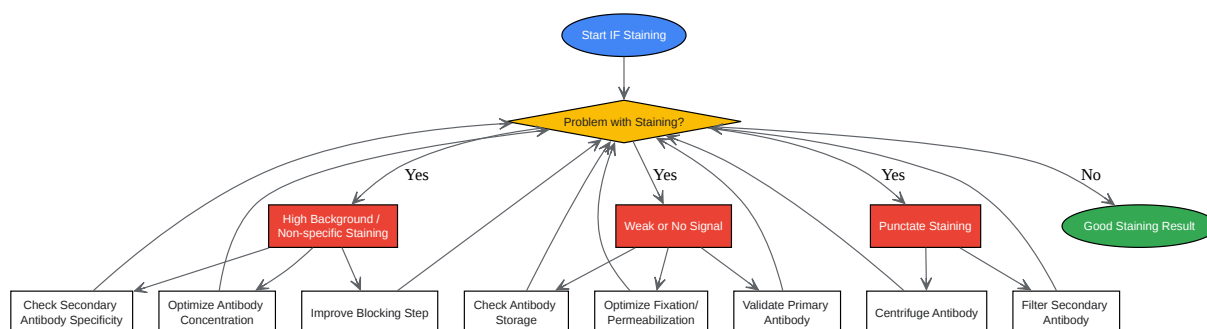 Start IF Staining
Problem with Staining?
Yes
Yes
Yes
No
High Background /
Non-specific Staining
Weak or No Signal
Punctate Staining
Good Staining Result
Check Secondary
Antibody Specificity
Optimize Antibody
Concentration
Improve Blocking Step
Check Antibody
Storage
Optimize Fixation/
Permeabilization
Validate Primary
Antibody
Centrifuge Antibody
Filter Secondary
Antibody